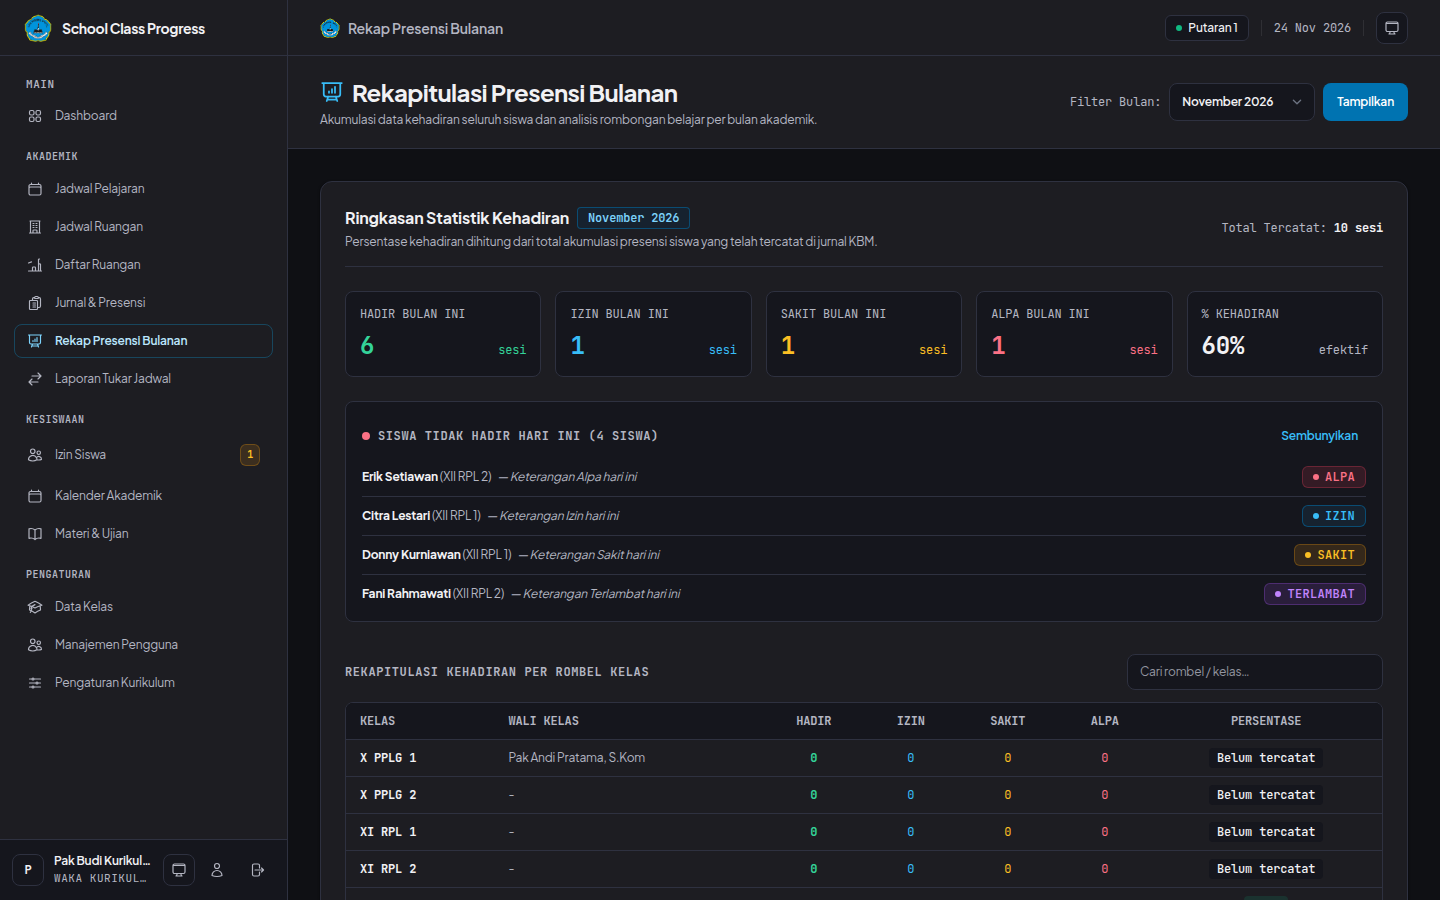 School Class Progress
Rekap Presensi Bulanan
Putaran 1
24 Nov 2026
MAIN
Dashboard
AKADEMIK
Jadwal Pelajaran
Jadwal Ruangan
Daftar Ruangan
Jurnal & Presensi
Rekap Presensi Bulanan
Laporan Tukar Jadwal
KESISWAAN
Izin Siswa 1
Kalender Akademik
Materi & Ujian
PENGATURAN
Data Kelas
Manajemen Pengguna
Pengaturan Kurikulum
P
Pak Budi Kurikul...
WAKA KURIKUL...
Rekapitulasi Presensi Bulanan
Akumulasi data kehadiran seluruh siswa dan analisis rombongan belajar per bulan akademik.
Filter Bulan: November 2026 Tampilkan
Ringkasan Statistik Kehadiran November 2026
Persentase kehadiran dihitung dari total akumulasi presensi siswa yang telah tercatat di jurnal KBM.
Total Tercatat: 10 sesi
HADIR BULAN INI
6 sesi
IZIN BULAN INI
1 sesi
SAKIT BULAN INI
1 sesi
ALPA BULAN INI
1 sesi
% KEHADIRAN
60% efektif
SISWA TIDAK HADIR HARI INI (4 SISWA) Sembunyikan
Erik Setiawan (XII RPL 2) — Keterangan Alpa hari ini ALPA
Citra Lestari (XII RPL 1) — Keterangan Izin hari ini IZIN
Donny Kurniawan (XII RPL 1) — Keterangan Sakit hari ini SAKIT
Fani Rahmawati (XII RPL 2) — Keterangan Terlambat hari ini TERLAMBAT
REKAPITULASI KEHADIRAN PER ROMBEL KELAS Cari rombel / kelas...
KELAS WALI KELAS HADIR IZIN SAKIT ALPA PERSENTASE
X PPLG 1 Pak Andi Pratama, S.Kom 0 0 0 0 Belum tercatat
X PPLG 2 - 0 0 0 0 Belum tercatat
XI RPL 1 - 0 0 0 0 Belum tercatat
XI RPL 2 - 0 0 0 0 Belum tercatat